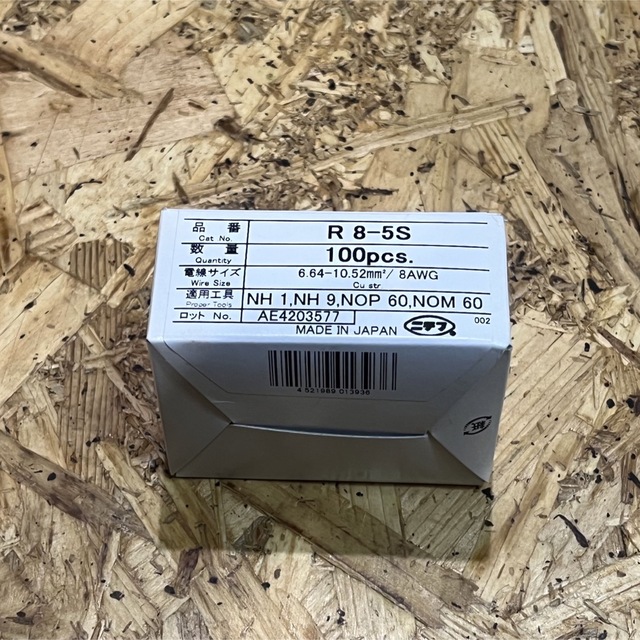 品 番 R 8-5S
Cat No.
数 量 100pcs.
Quantity
電線サイズ 6.64-10.52mm²/ 8AWG
Wire Size Cu str
適用工具 NH 1,NH 9,NOP 60,NOM 60
Proper Tools
ロット No. AE4203577
MADE IN JAPAN ニチフ 002
4 521969 013936